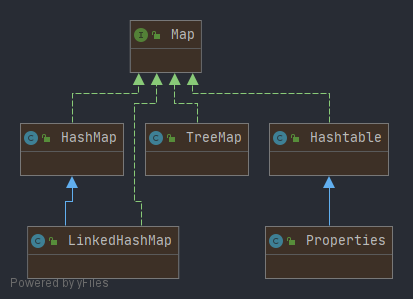 I Map
C HashMap
C TreeMap
C Hashtable
C LinkedHashMap
C Properties
Powered by yFiles